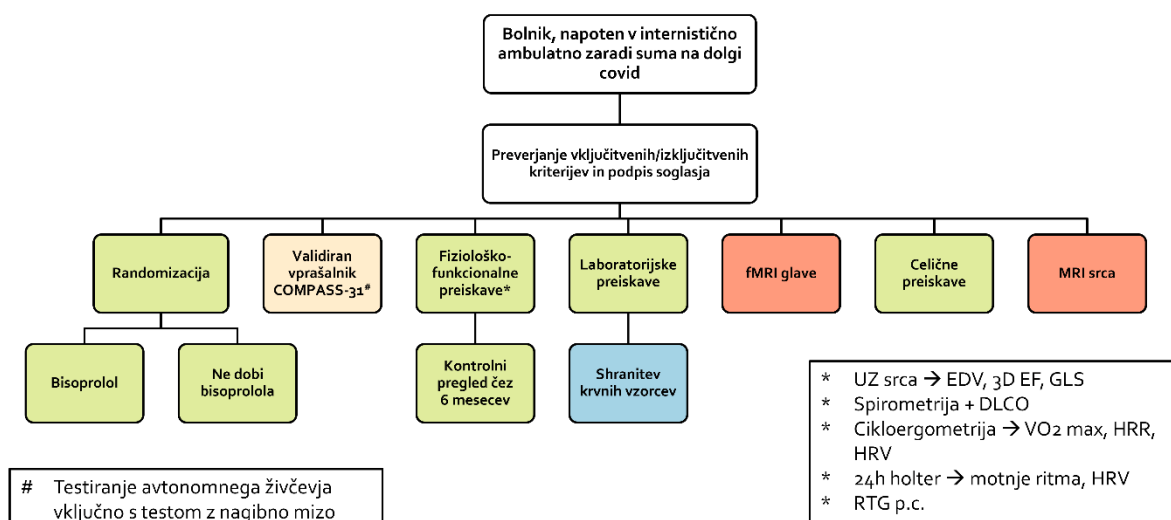 Bolnik, napoten v internistično
ambulatno zaradi suma na dolgi
covid
Preverjanje vključitvenih/izključitvenih
kriterijev in podpis soglasja
Randomizacija
Validiran
vprašalnik
COMPASS-31#
Fiziološko-
funkcionalne
preiskave*
Laboratorijske
preiskave
fMRI glave
Celične
preiskave
MRI srca
Bisoprolol
Ne dobi
bisoprolola
Kontrolni
pregled čez
6 mesecev
Shranitev
krvnih vzorcev
* UZ srca → EDV, 3D EF, GLS
* Spirometrija + DLCO
* Cikloergometrija → VO2 max, HRR,
HRV
* 24h holter → motnje ritma, HRV
* RTG p.c.
# Testiranje avtonomnega živčevja
vključno s testom z nagibno mizo